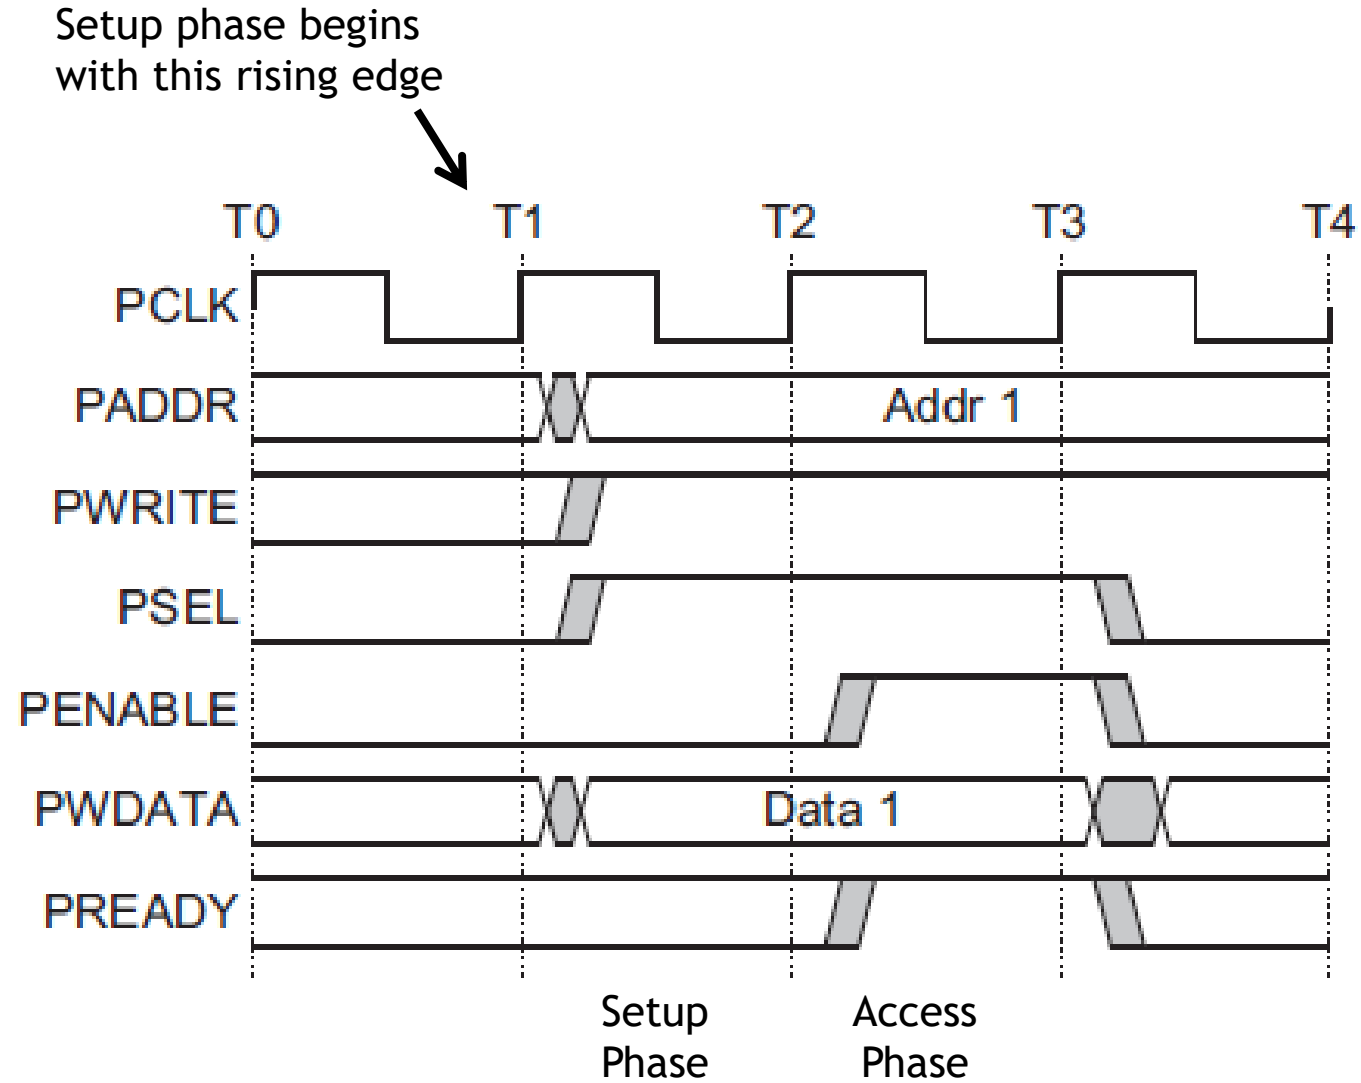 Setup phase begins
with this rising edge
T0 T1 T2 T3 T4
PCLK
PADDR Addr 1
PWRITE
PSEL
PENABLE
PWDATA Data 1
PREADY
Setup Access
Phase Phase